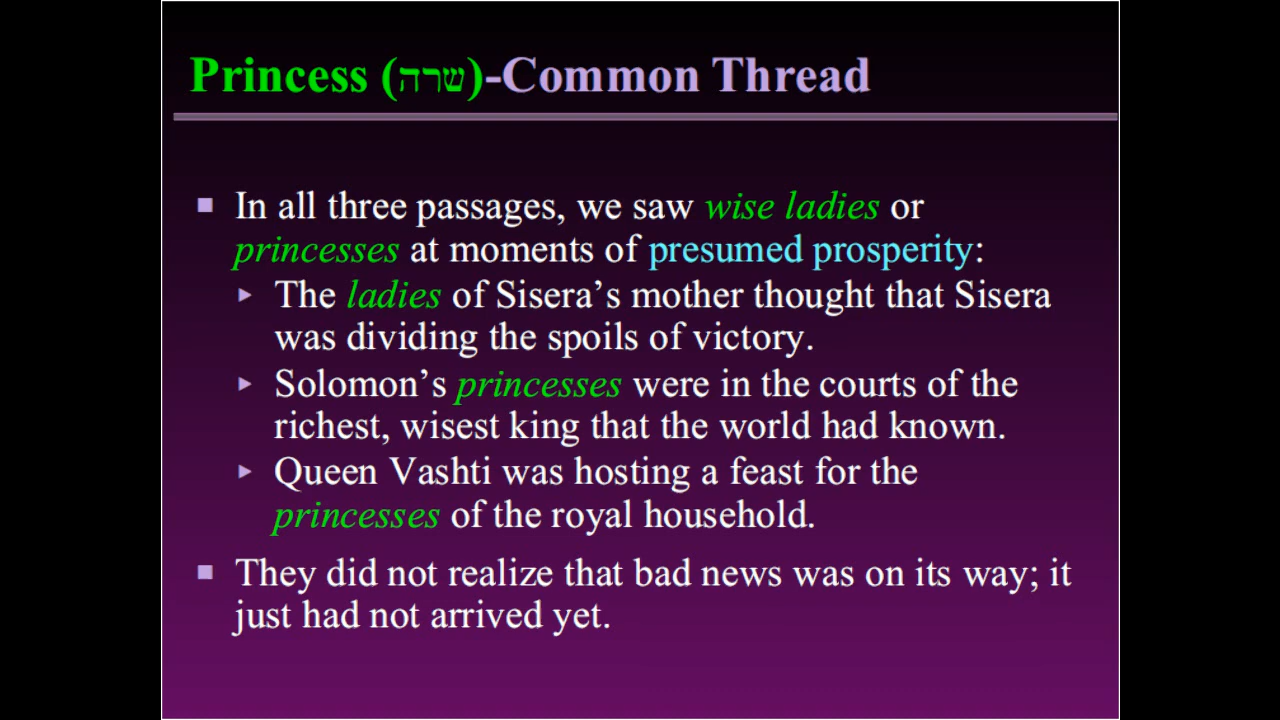 Princess (שרה)-Common Thread
In all three passages, we saw wise ladies or
princesses at moments of presumed prosperity:
The ladies of Sisera's mother thought that Sisera
was dividing the spoils of victory.
Solomon's princesses were in the courts of the
richest, wisest king that the world had known.
Queen Vashti was hosting a feast for the
princesses of the royal household.
They did not realize that bad news was on its way; it
just had not arrived yet.